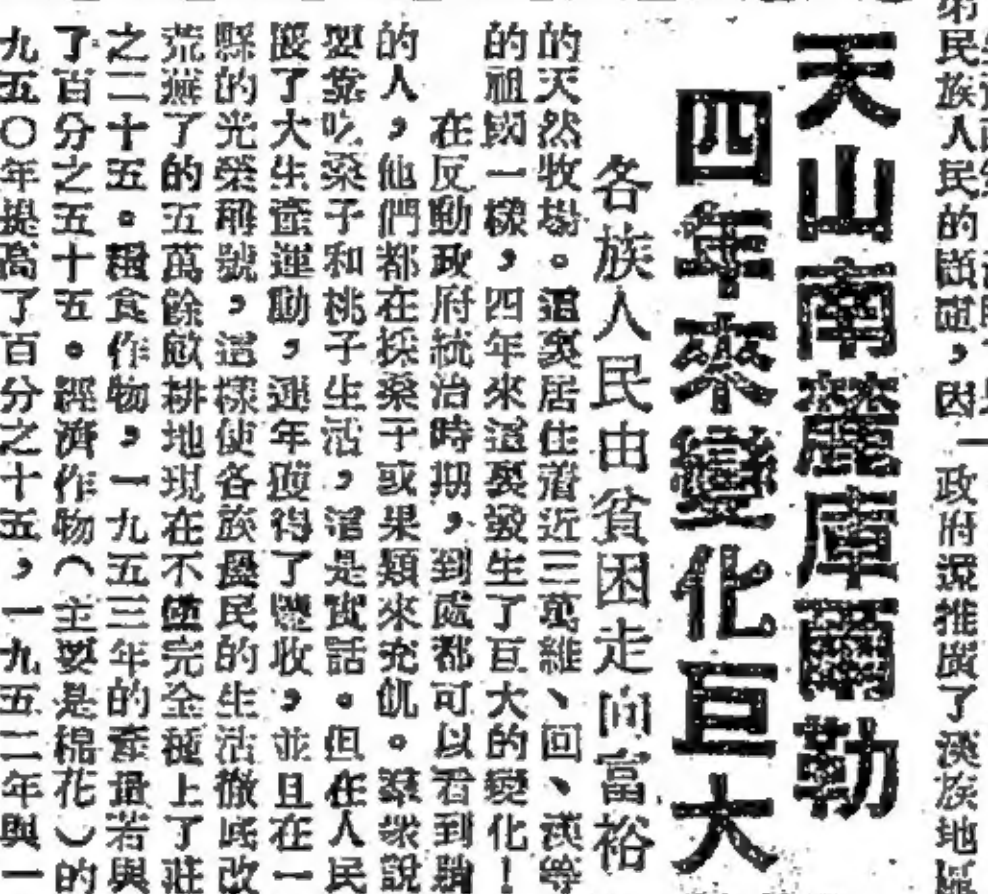 弟民族人民的
因
政府還推廣了漢族地區
天山南麓庫爾勒
四年來變化巨大
各族人民由貧困走向富裕
的天然收場。這裏居住着近三萬維、回、漢等
的祖國一樣，四年來這裏發生了巨大的變化！
在反動政府統治時期，到處都可以看到
的人，他們都在採桑子或果類來充飢。羣衆說
要靠吃桑子和桃子生活，這是實話。但在人民
了大生產運動，連年獲得了豐收，並且在一
縣的光榮稱號，這樣使各族農民的生活徹底改
荒蕪了的五萬餘畝耕地現在不僅完全種上了莊
之二十五。糧食作物，一九五三年的產量若與
了百分之五十五。經濟作物（主要是棉花）的
九五〇年提高了百分之十五，一九五二年與一